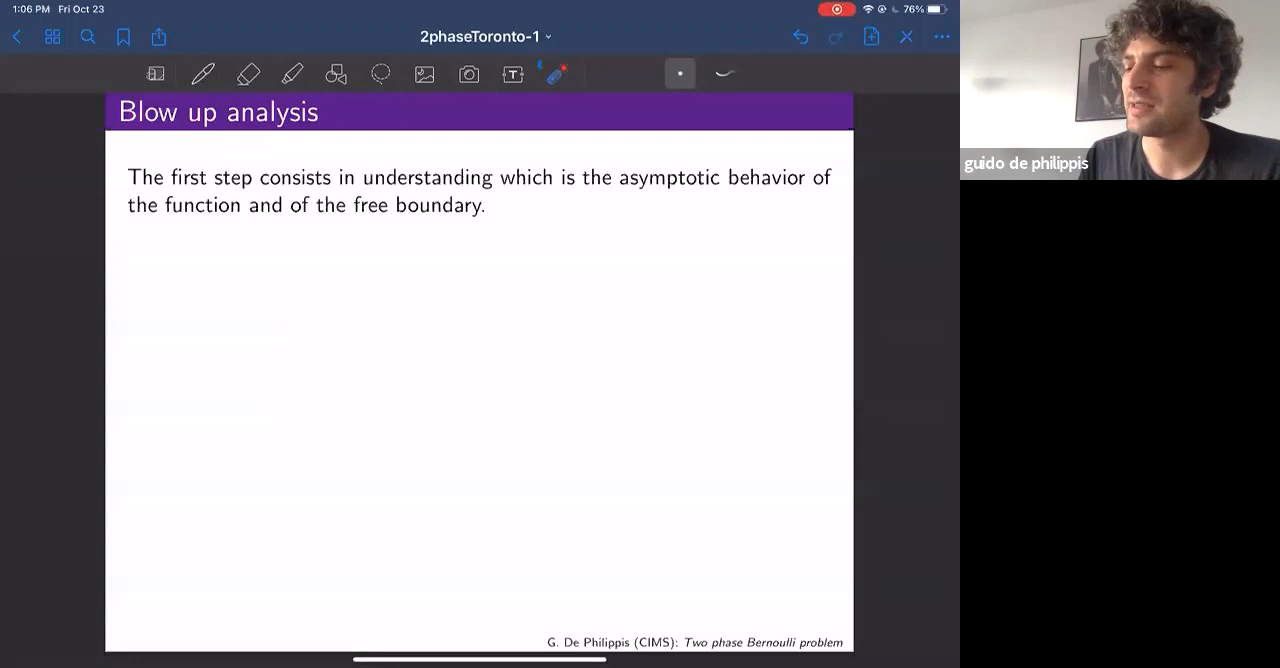 1:06 PM Fri Oct 23
76%
2phaseToronto-1
T
Blow up analysis
The first step consists in understanding which is the asymptotic behavior of
the function and of the free boundary.
G. De Philippis (CIMS): Two phase Bernoulli problem
guido de philippis